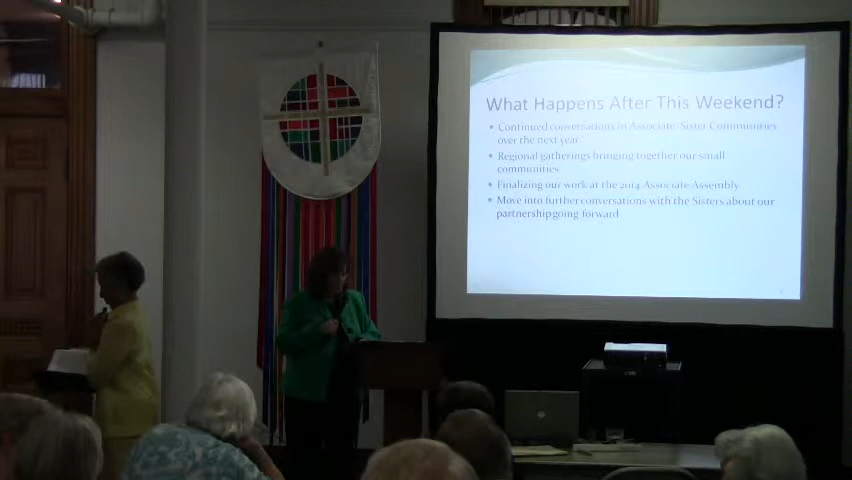 What Happens After This Weekend?
• Continued conversations in Associate/Sister Communities
over the next year.
• Regional gatherings bringing together our small
communities
• Finalizing our work at the 2014 Associate Assembly
• Move into further conversations with the Sisters about our
partnership going forward